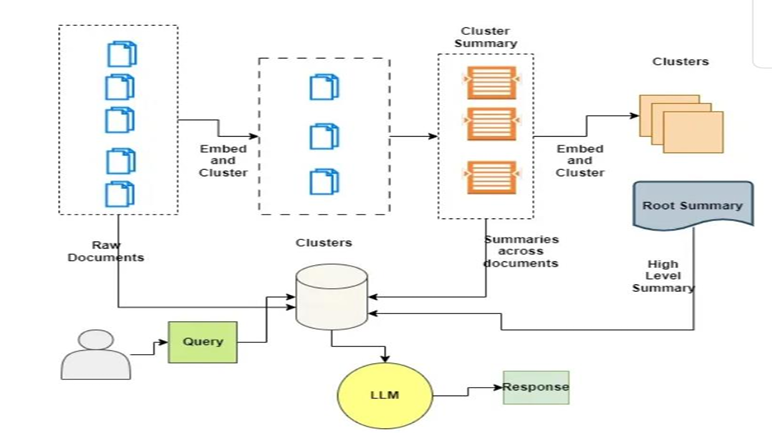 Cluster
Summary
Clusters
Embed
and
Cluster
Embed
and
Cluster
Root Summary
Raw
Documents
Clusters
Summaries
across
documents
High
Level
Summary
Query
LLM
Response